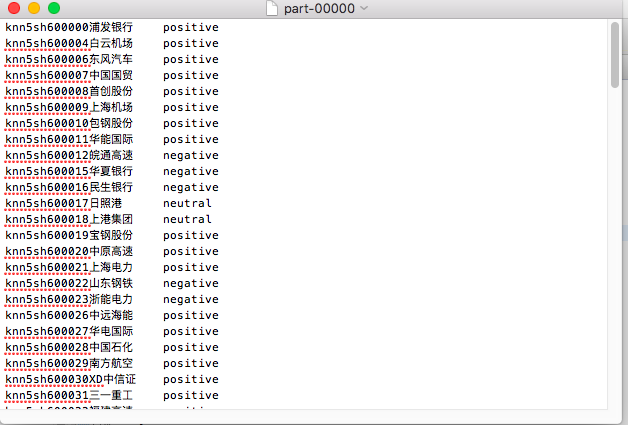 part-00000
knn5sh600000浦发银行 positive
knn5sh600004白云机场 positive
knn5sh600006东风汽车 positive
knn5sh600007中国国贸 positive
knn5sh600008首创股份 positive
knn5sh600009上海机场 positive
knn5sh600010包钢股份 positive
knn5sh600011华能国际 positive
knn5sh600012皖通高速 negative
knn5sh600015华夏银行 negative
knn5sh600016民生银行 negative
knn5sh600017日照港 neutral
knn5sh600018上港集团 neutral
knn5sh600019宝钢股份 positive
knn5sh600020中原高速 positive
knn5sh600021上海电力 positive
knn5sh600022山东钢铁 negative
knn5sh600023浙能电力 negative
knn5sh600026中远海能 positive
knn5sh600027华电国际 positive
knn5sh600028中国石化 positive
knn5sh600029南方航空 positive
knn5sh600030XD中信证 positive
knn5sh600031三一重工 positive